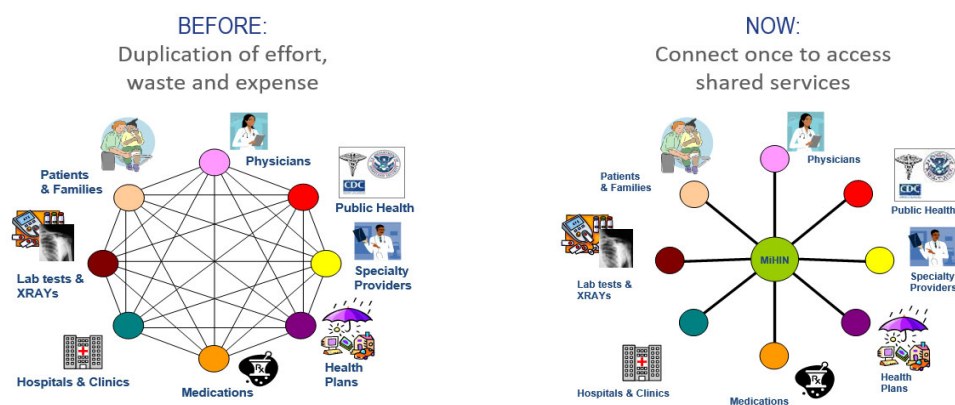 BEFORE:
Duplication of effort,
waste and expense
Physicians
Patients
& Families
CDC
Public Health
Lab tests &
XRAYs
Specialty
Providers
Hospitals & Clinics
Rx
Medications
Health
Plans
NOW:
Connect once to access
shared services
Physicians
Patients
& Families
CDC
Public Health
MiHIN
Lab tests
& XRAYs
Specialty
Providers
Hospitals & Clinics
Rx
Medications
Health
Plans